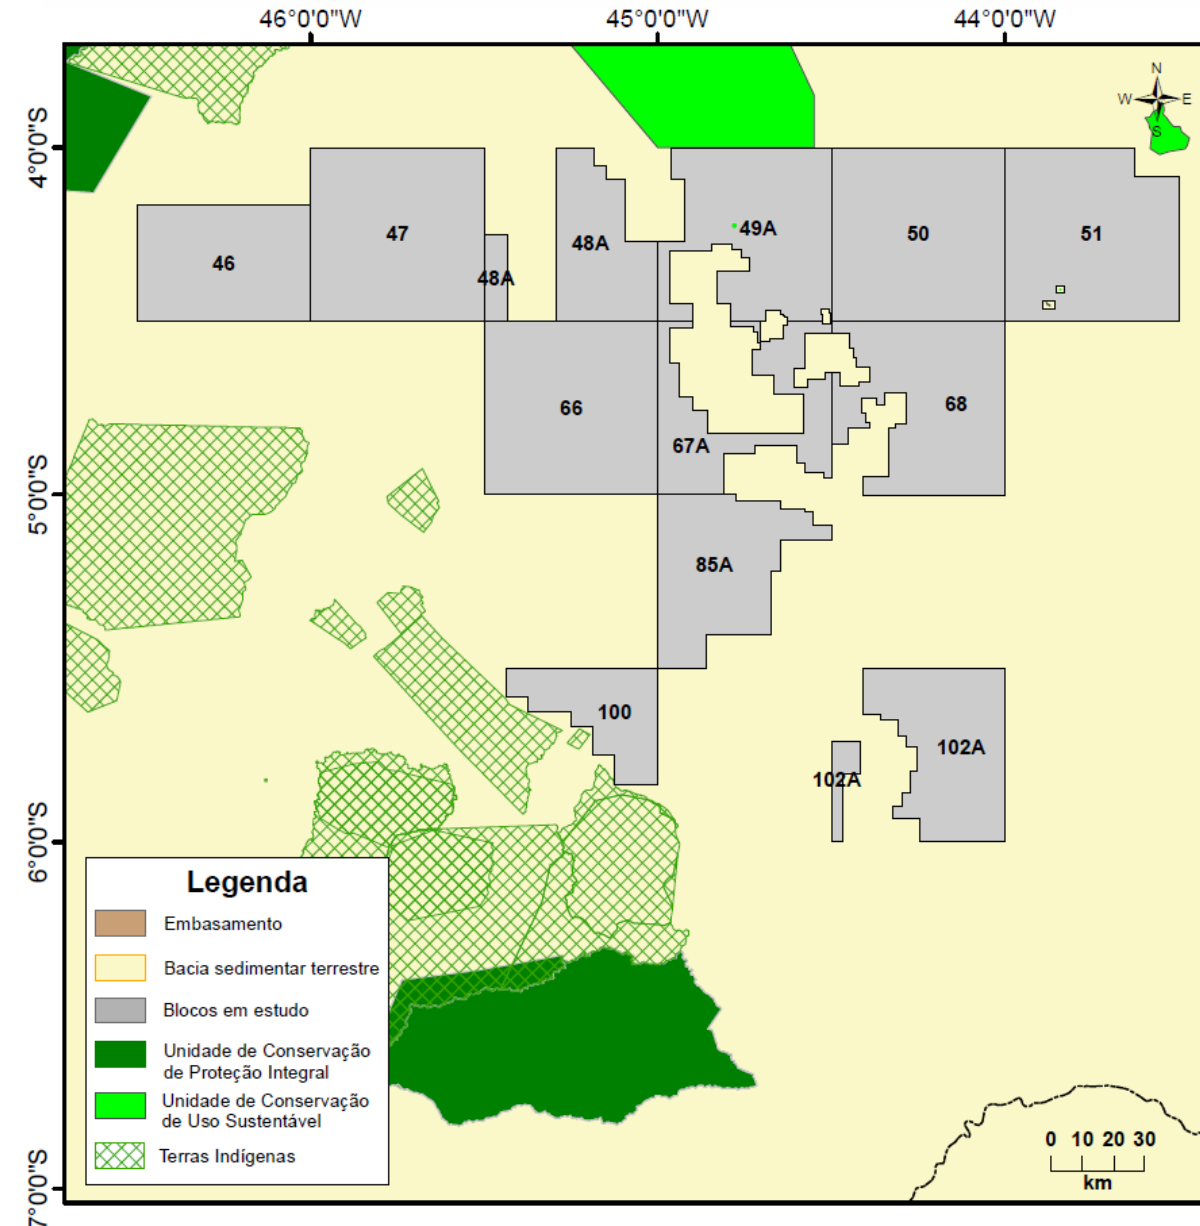 46°0'0"W
45°0'0"W
44°0'0"W
N
W
E
S
4°0'0"S
5°0'0"S
6°0'0"S
7°0'0"S
46
47
48A
48A
49A
50
51
66
67A
68
85A
100
102A
102A
Legenda
Embasamento
Bacia sedimentar terrestre
Blocos em estudo
Unidade de Conservação
de Proteção Integral
Unidade de Conservação
de Uso Sustentável
Terras Indígenas
0 10 20 30
km